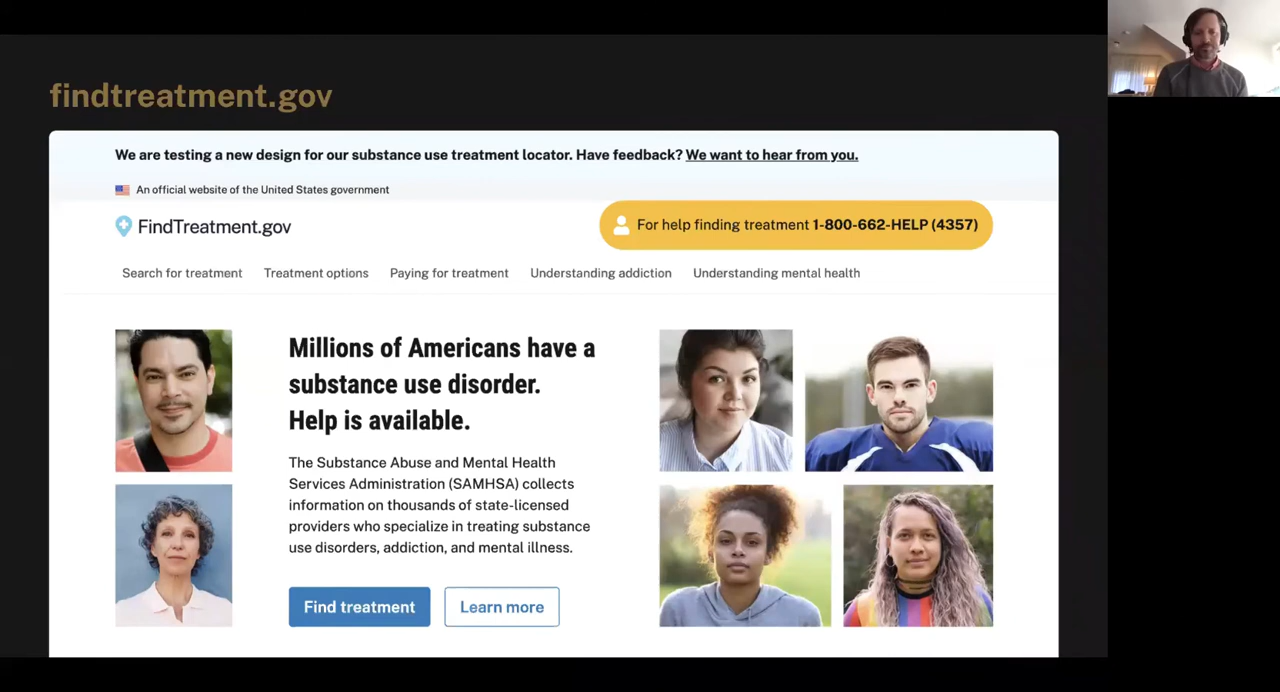 findtreatment.gov
We are testing a new design for our substance use treatment locator. Have feedback? We want to hear from you.
An official website of the United States government
FindTreatment.gov
For help finding treatment 1-800-662-HELP (4357)
Search for treatment Treatment options Paying for treatment Understanding addiction Understanding mental health
Millions of Americans have a
substance use disorder.
Help is available.
The Substance Abuse and Mental Health
Services Administration (SAMHSA) collects
information on thousands of state-licensed
providers who specialize in treating substance
use disorders, addiction, and mental illness.
Find treatment Learn more